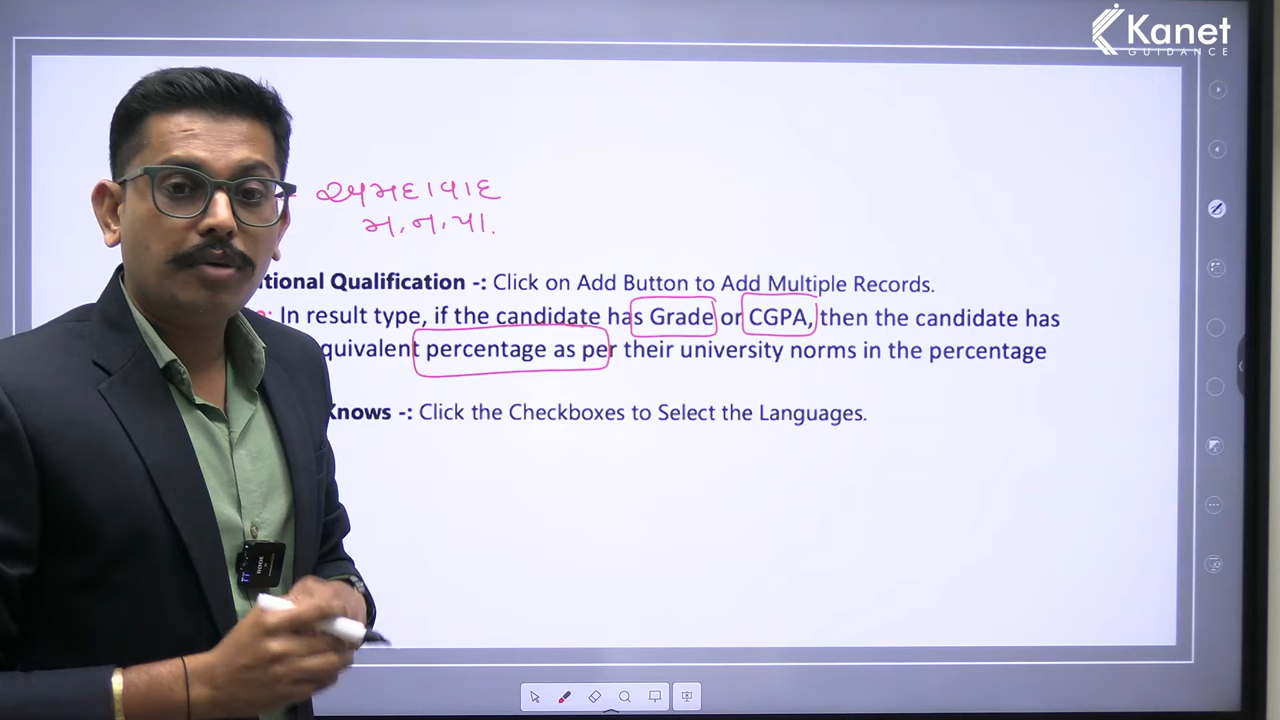 Kanet
GUIDANCE
અમદાવાદ
મ.ન.પા.
tional Qualification -: Click on Add Button to Add Multiple Records.
e: In result type, if the candidate has Grade or CGPA, then the candidate has
quivalent percentage as per their university norms in the percentage
Knows -: Click the Checkboxes to Select the Languages.
RODE